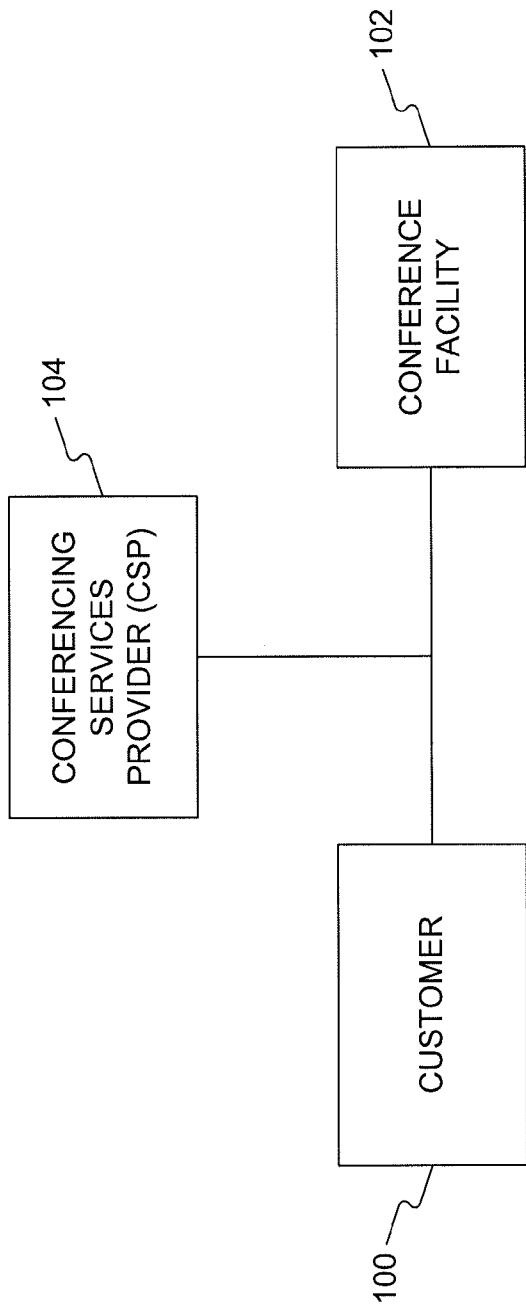 104
CONFERENCING
SERVICES
PROVIDER (CSP)
100
CUSTOMER
CONFERENCE
FACILITY
102